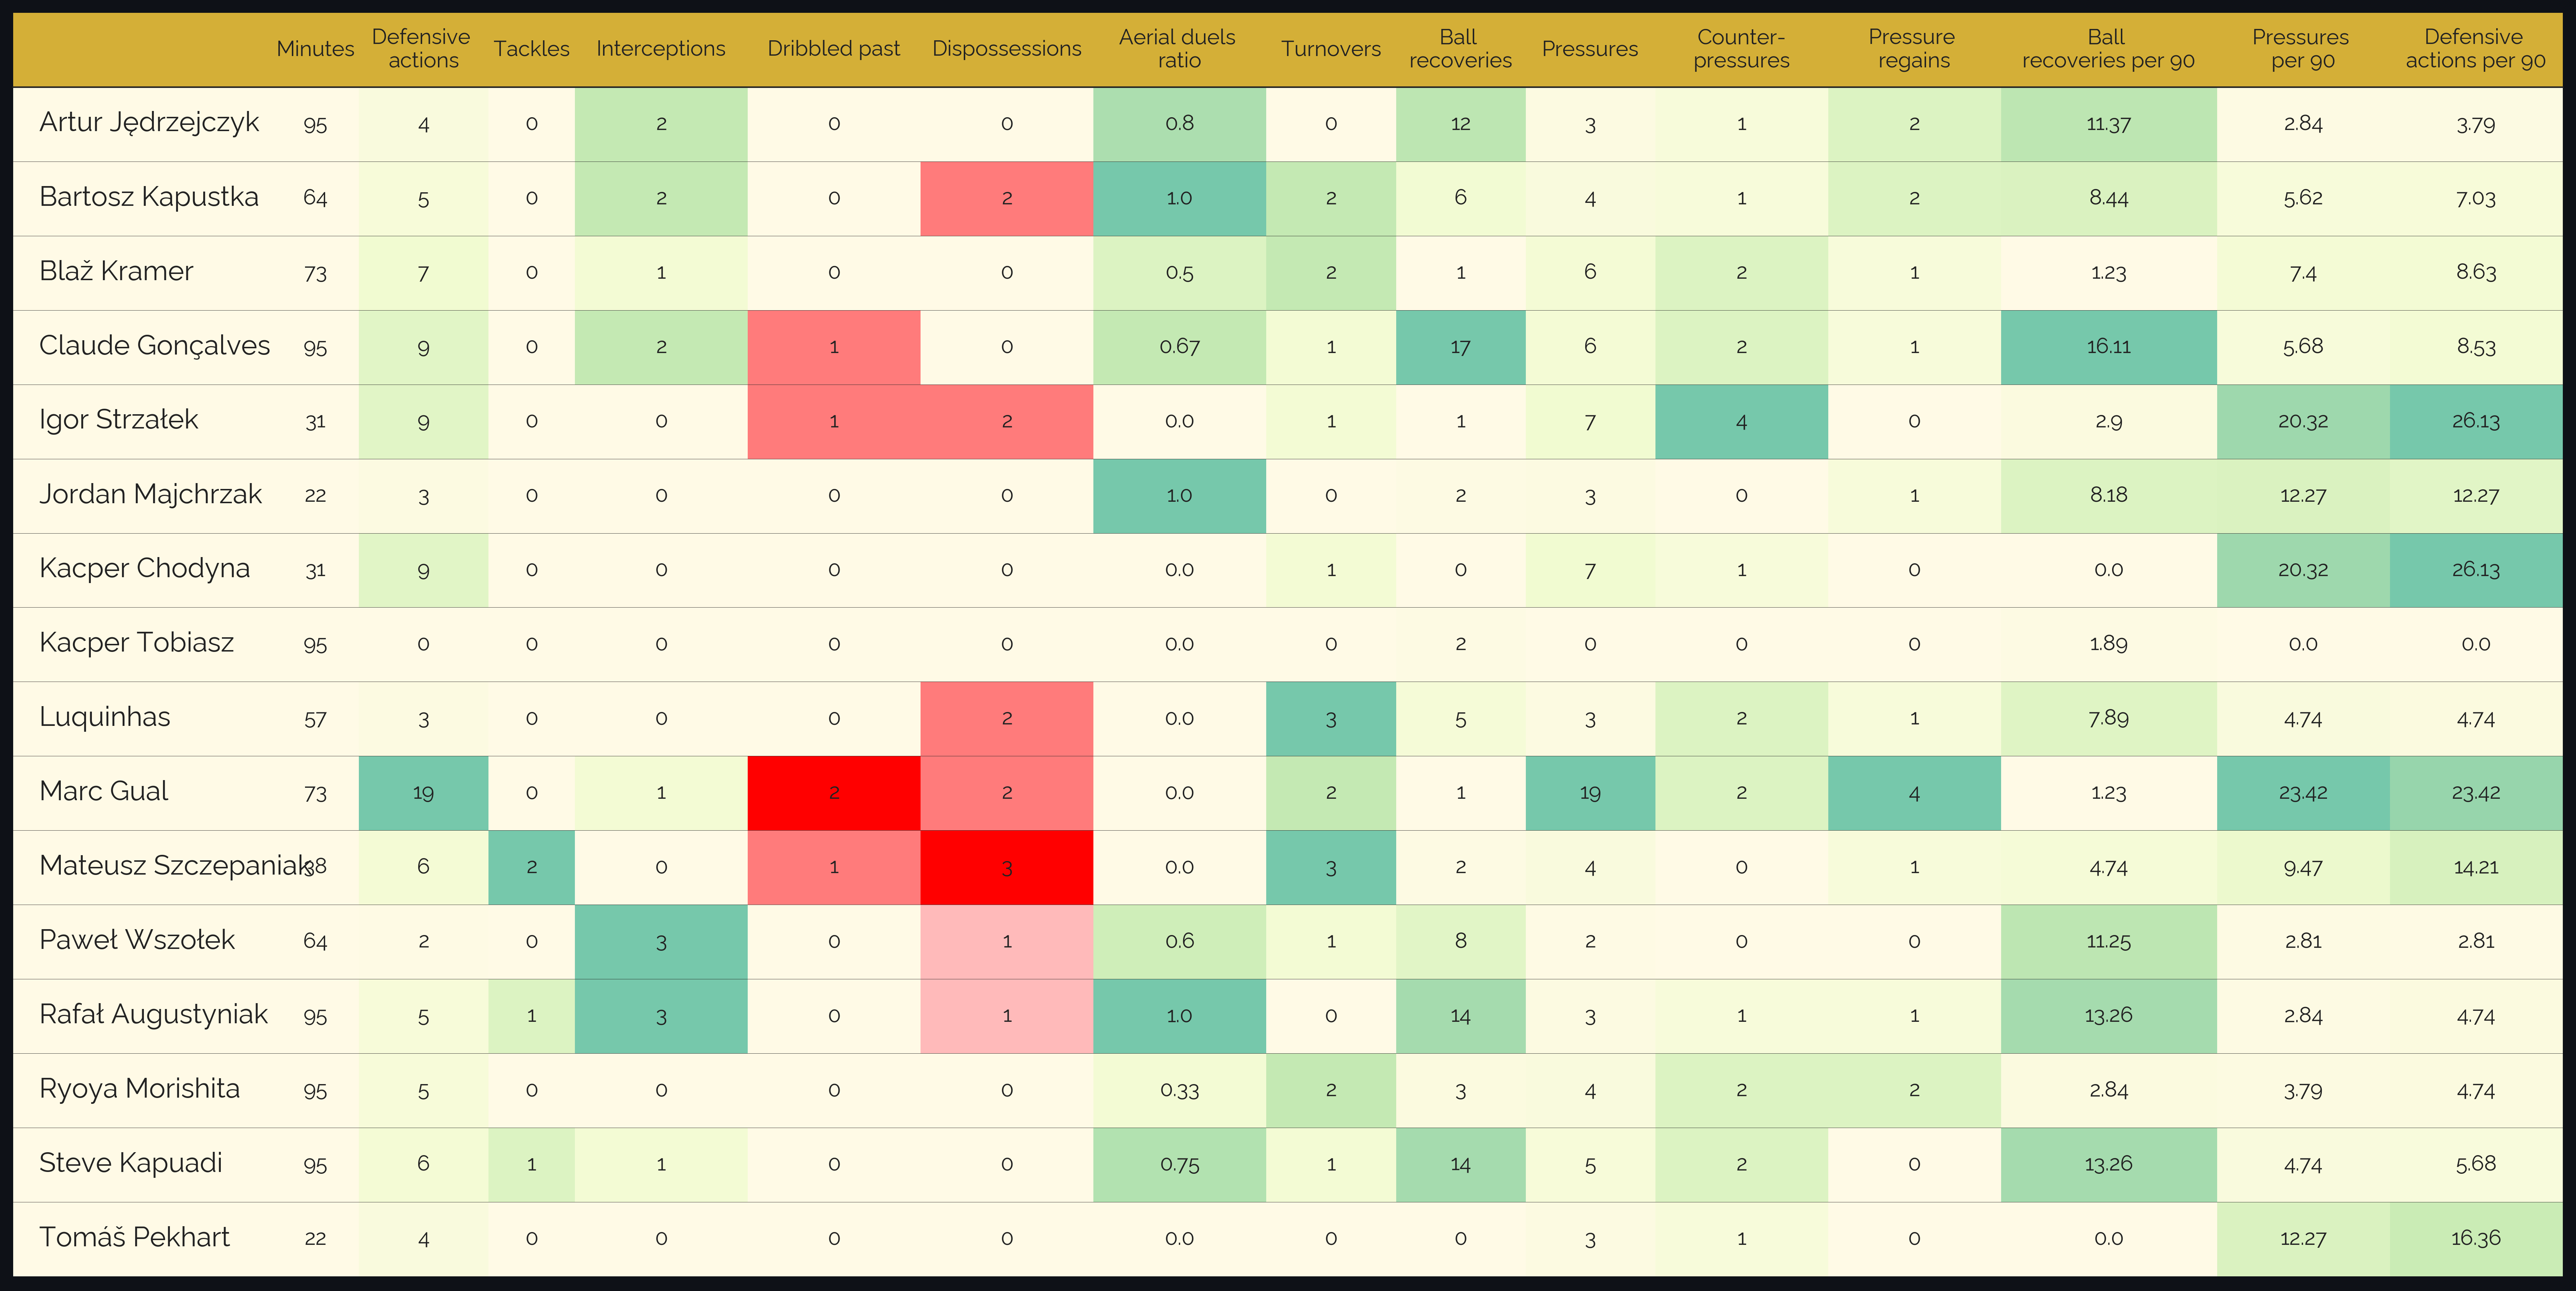 Minutes Defensive actions Tackles Interceptions Dribbled past Dispossessions Aerial duels ratio Turnovers Ball recoveries Pressures Counter-pressures Pressure regains Ball recoveries per 90 Pressures per 90 Defensive actions per 90
Artur Jędrzejczyk 95 4 0 2 0 0 0.8 0 12 3 1 2 11.37 2.84 3.79
Bartosz Kapustka 64 5 0 2 0 2 1.0 2 6 4 1 2 8.44 5.62 7.03
Blaž Kramer 73 7 0 1 0 0 0.5 2 1 6 2 1 1.23 7.4 8.63
Claude Gonçalves 95 9 0 2 1 0 0.67 1 17 6 2 1 16.11 5.68 8.53
Igor Strzałek 31 9 0 0 1 2 0.0 1 1 7 4 0 2.9 20.32 26.13
Jordan Majchrzak 22 3 0 0 0 0 1.0 0 2 3 0 1 8.18 12.27 12.27
Kacper Chodyna 31 9 0 0 0 0 0.0 1 0 7 1 0 0.0 20.32 26.13
Kacper Tobiasz 95 0 0 0 0 0 0.0 0 2 0 0 0 1.89 0.0 0.0
Luquinhas 57 3 0 0 0 2 0.0 3 5 3 2 1 7.89 4.74 4.74
Marc Gual 73 19 0 1 2 2 0.0 2 1 19 2 4 1.23 23.42 23.42
Mateusz Szczepaniak 38 6 2 0 1 3 0.0 3 2 4 0 1 4.74 9.47 14.21
Paweł Wszołek 64 2 0 3 0 1 0.6 1 8 2 0 0 11.25 2.81 2.81
Rafał Augustyniak 95 5 1 3 0 1 1.0 0 14 3 1 1 13.26 2.84 4.74
Ryoya Morishita 95 5 0 0 0 0 0.33 2 3 4 2 2 2.84 3.79 4.74
Steve Kapuadi 95 6 1 1 0 0 0.75 1 14 5 2 0 13.26 4.74 5.68
Tomáš Pekhart 22 4 0 0 0 0 0.0 0 0 3 1 0 0.0 12.27 16.36